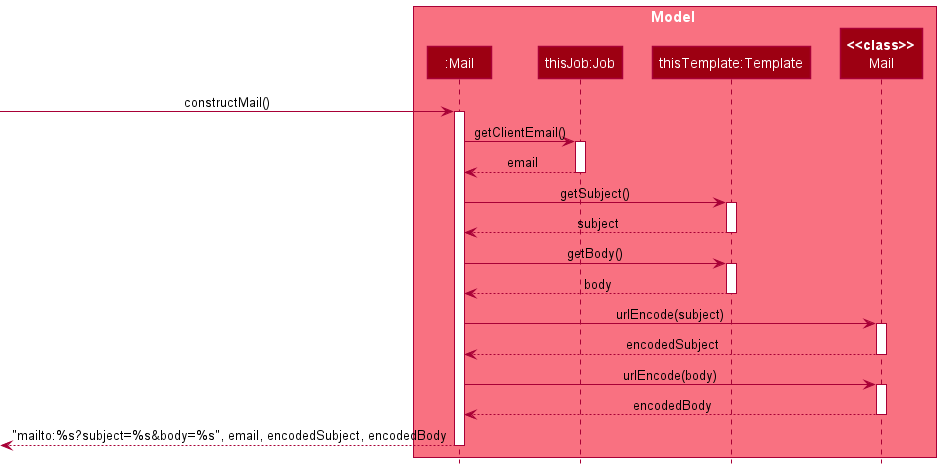 Model
:Mail
thisJob:Job
thisTemplate:Template
<<class>>
Mail
constructMail()
getClientEmail()
email
getSubject()
subject
getBody()
body
urlEncode(subject)
encodedSubject
urlEncode(body)
encodedBody
"mailto:%s?subject=%s&body=%s", email, encodedSubject, encodedBody